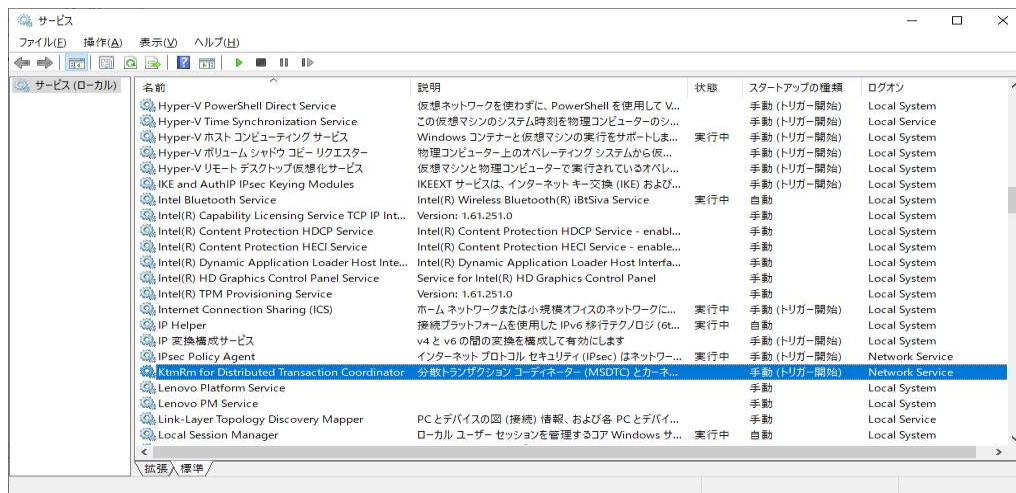 サービス
ファイル(F) 操作(A) 表示(V) ヘルプ(H)
サービス (ローカル)
名前 説明 状態 スタートアップの種類 ログオン
Hyper-V PowerShell Direct Service 仮想ネットワークを使わずに、PowerShell を使用して V... 手動 (トリガー開始) Local System
Hyper-V Time Synchronization Service この仮想マシンのシステム時刻を物理コンピューターのシ... 手動 (トリガー開始) Local Service
Hyper-V ホスト コンピューティング サービス Windows コンテナーと仮想マシンの実行をサポートしま... 実行中 手動 (トリガー開始) Local System
Hyper-V ボリューム シャドウ コピー リクエスター 物理コンピューター上のオペレーティング システムから仮... 手動 (トリガー開始) Local System
Hyper-V リモート デスクトップ仮想化サービス 仮想マシンと物理コンピューターで実行されているオペレ... 手動 (トリガー開始) Local System
IKE and AuthIP IPsec Keying Modules IKEEXT サービスは、インターネット キー交換 (IKE) および... 手動 (トリガー開始) Local System
Intel Bluetooth Service Intel(R) Wireless Bluetooth(R) iBtSiva Service 実行中 自動 Local System
Intel(R) Capability Licensing Service TCP IP Int... Version: 1.61.251.0 手動 Local System
Intel(R) Content Protection HDCP Service Intel(R) Content Protection HDCP Service - enabl... 手動 Local System
Intel(R) Content Protection HECI Service Intel(R) Content Protection HECI Service - enable... 手動 Local System
Intel(R) Dynamic Application Loader Host Inte... Intel(R) Dynamic Application Loader Host Interfa... 手動 Local System
Intel(R) HD Graphics Control Panel Service Service for Intel(R) HD Graphics Control Panel 手動 Local System
Intel(R) TPM Provisioning Service Version: 1.61.251.0 手動 Local System
Internet Connection Sharing (ICS) ホーム ネットワークまたは小規模オフィスのネットワークに... 実行中 手動 (トリガー開始) Local System
IP Helper 接続プラットフォームを使用した IPv6 移行テクノロジ (6t... 実行中 自動 Local System
IP 変換構成サービス v4 と v6 の間の変換を構成して有効にします 手動 (トリガー開始) Local System
IPsec Policy Agent インターネット プロトコル セキュリティ (IPsec) はネットワー... 実行中 手動 (トリガー開始) Network Service
KtmRm for Distributed Transaction Coordinator 分散トランザクション コーディネーター (MSDTC) とカーネ... 手動 (トリガー開始) Network Service
Lenovo Platform Service 手動 Local System
Lenovo PM Service 手動 Local System
Link-Layer Topology Discovery Mapper PC とデバイスの図 (接続) 情報、および各 PC とデバイ... 手動 Local Service
Local Session Manager ローカル ユーザー セッションを管理するコア Windows サ... 実行中 自動 Local System
拡張 標準